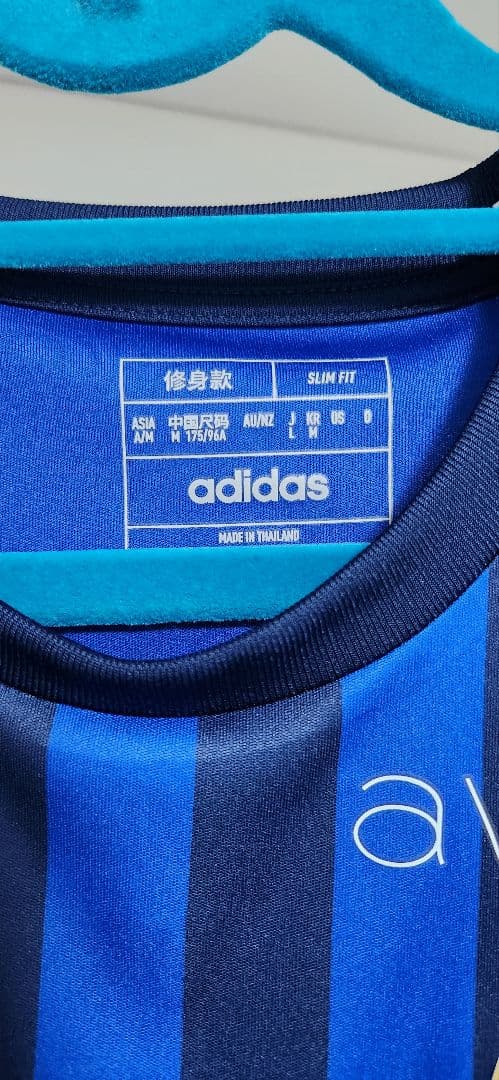 修身款 SLIM FIT
ASIA 中国尺码 AU/NZ J KR US D
A/M M 175/96A L M
adidas
MADE IN THAILAND
a